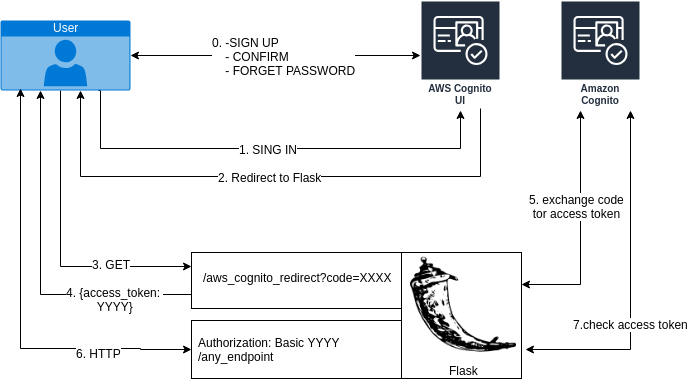 User
0. -SIGN UP
- CONFIRM
- FORGET PASSWORD
AWS Cognito
UI
Amazon
Cognito
1. SING IN
2. Redirect to Flask
5. exchange code
tor access token
3. GET
/aws_cognito_redirect?code=XXXX
4. {access_token:
YYYY}
7.check access token
6. HTTP
Authorization: Basic YYYY
/any_endpoint
Flask